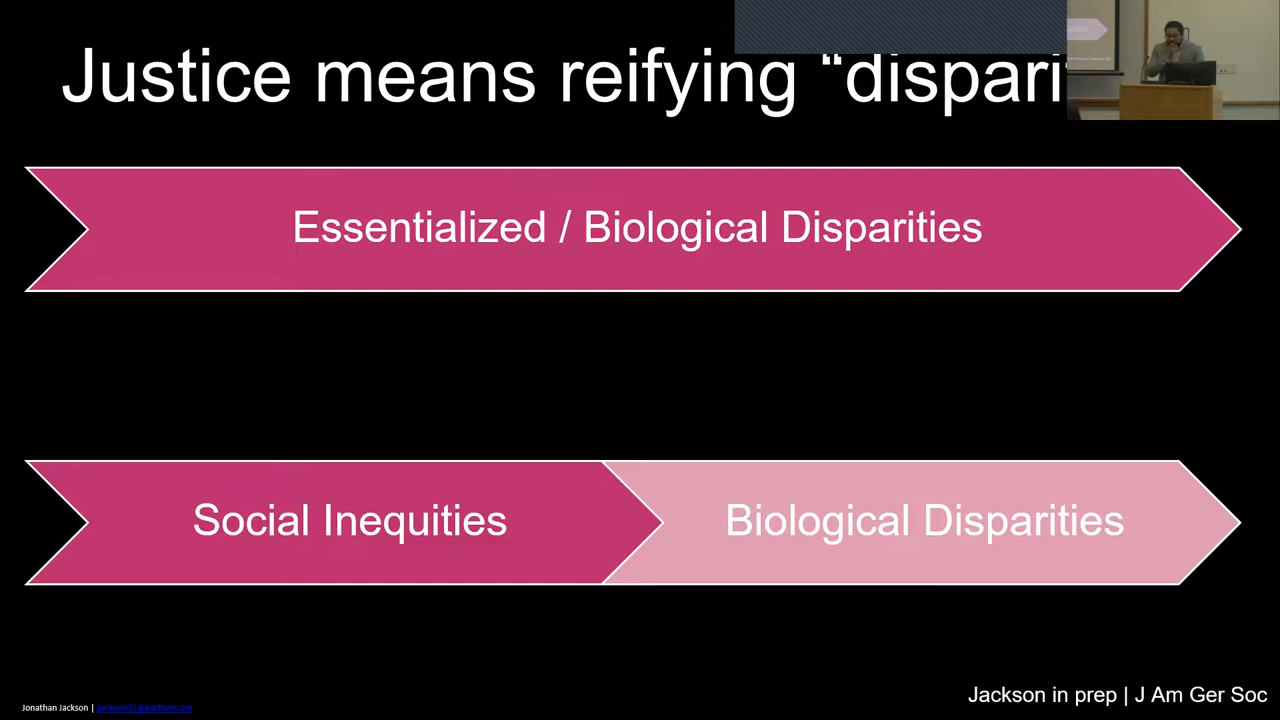 Justice means reifying “dispari
Essentialized / Biological Disparities
Social Inequities
Biological Disparities
Jackson in prep | J Am Ger Soc
Jonathan Jackson |